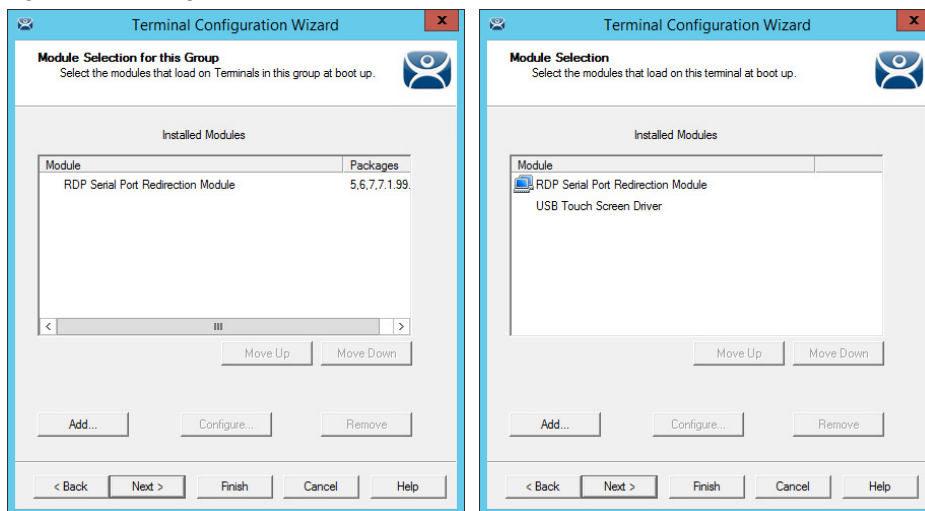 Terminal Configuration Wizard
x
Module Selection for this Group
Select the modules that load on Terminals in this group at boot up.
Installed Modules
Module Packages
RDP Serial Port Redirection Module 5,6,7,7.1.99.
Move Up Move Down
Add... Configure... Remove
< Back Next > Finish Cancel Help
Terminal Configuration Wizard
x
Module Selection
Select the modules that load on this terminal at boot up.
Installed Modules
Module
RDP Serial Port Redirection Module
USB Touch Screen Driver
Move Up Move Down
Add... Configure... Remove
< Back Next > Finish Cancel Help